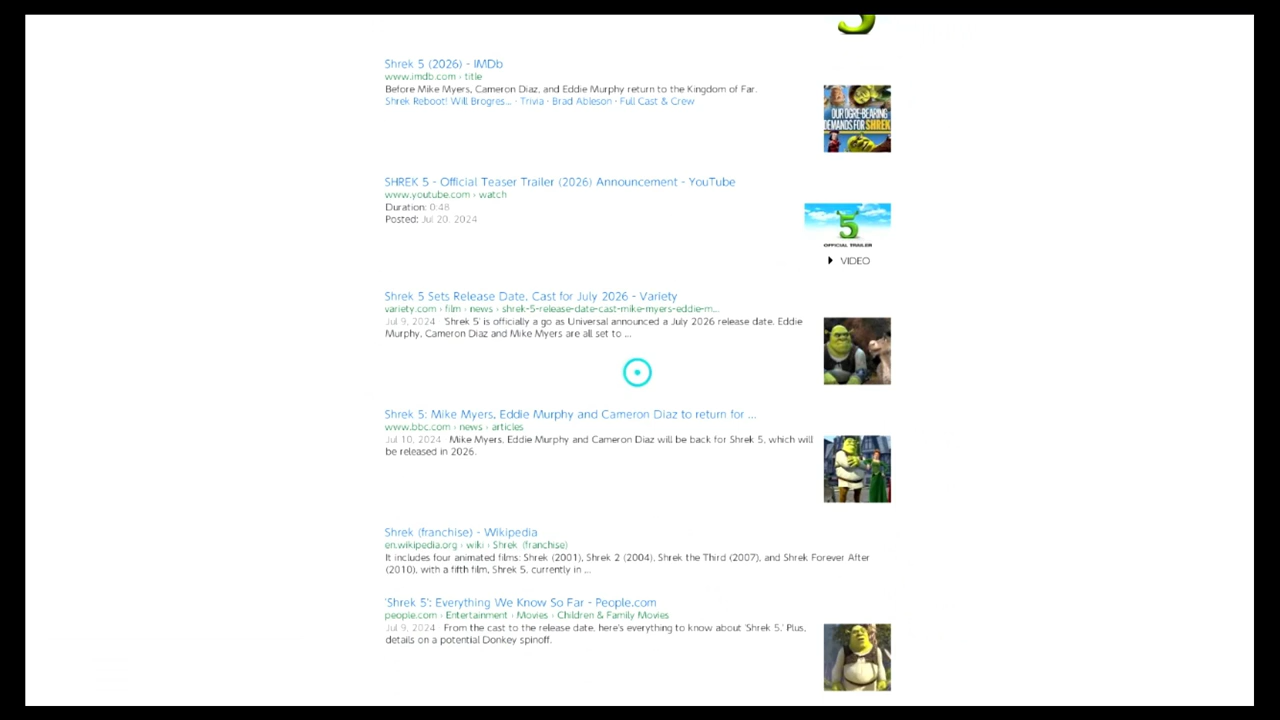 Shrek 5 (2026) - IMDb
www.imdb.com › title
Before Mike Myers, Cameron Diaz, and Eddie Murphy return to the Kingdom of Far.
Shrek Reboot! Will Brogres... · Trivia · Brad Ableson · Full Cast & Crew
OUR OGRE-BEARING
DEMANDS FOR SHREK
SHREK 5 - Official Teaser Trailer (2026) Announcement - YouTube
www.youtube.com › watch
Duration: 0:48
Posted: Jul 20, 2024
5
OFFICIAL TRAILER
VIDEO
Shrek 5 Sets Release Date, Cast for July 2026 - Variety
variety.com › film › news › shrek-5-release-date-cast-mike-myers-eddie-m...
Jul 9, 2024 'Shrek 5' is officially a go as Universal announced a July 2026 release date. Eddie
Murphy, Cameron Diaz and Mike Myers are all set to ...
Shrek 5: Mike Myers, Eddie Murphy and Cameron Diaz to return for ...
www.bbc.com › news › articles
Jul 10, 2024 Mike Myers, Eddie Murphy and Cameron Diaz will be back for Shrek 5, which will
be released in 2026.
Shrek (franchise) - Wikipedia
en.wikipedia.org › wiki › Shrek (franchise)
It includes four animated films: Shrek (2001), Shrek 2 (2004), Shrek the Third (2007), and Shrek Forever After
(2010), with a fifth film, Shrek 5, currently in ...
'Shrek 5': Everything We Know So Far - People.com
people.com › Entertainment › Movies › Children & Family Movies
Jul 9, 2024 From the cast to the release date, here's everything to know about 'Shrek 5.' Plus,
details on a potential Donkey spinoff.